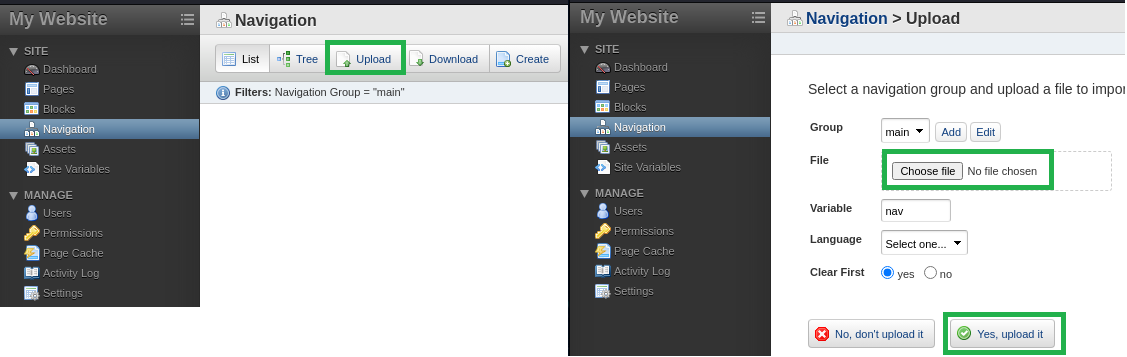 My Website
SITE
Dashboard
Pages
Blocks
Navigation
Assets
Site Variables
MANAGE
Users
Permissions
Page Cache
Activity Log
Settings
Navigation
List Tree Upload Download Create
Filters: Navigation Group = "main"
My Website
SITE
Dashboard
Pages
Blocks
Navigation
Assets
Site Variables
MANAGE
Users
Permissions
Page Cache
Activity Log
Settings
Navigation > Upload
Select a navigation group and upload a file to impor
Group main Add Edit
File Choose file No file chosen
Variable nav
Language Select one...
Clear First yes no
No, don't upload it Yes, upload it